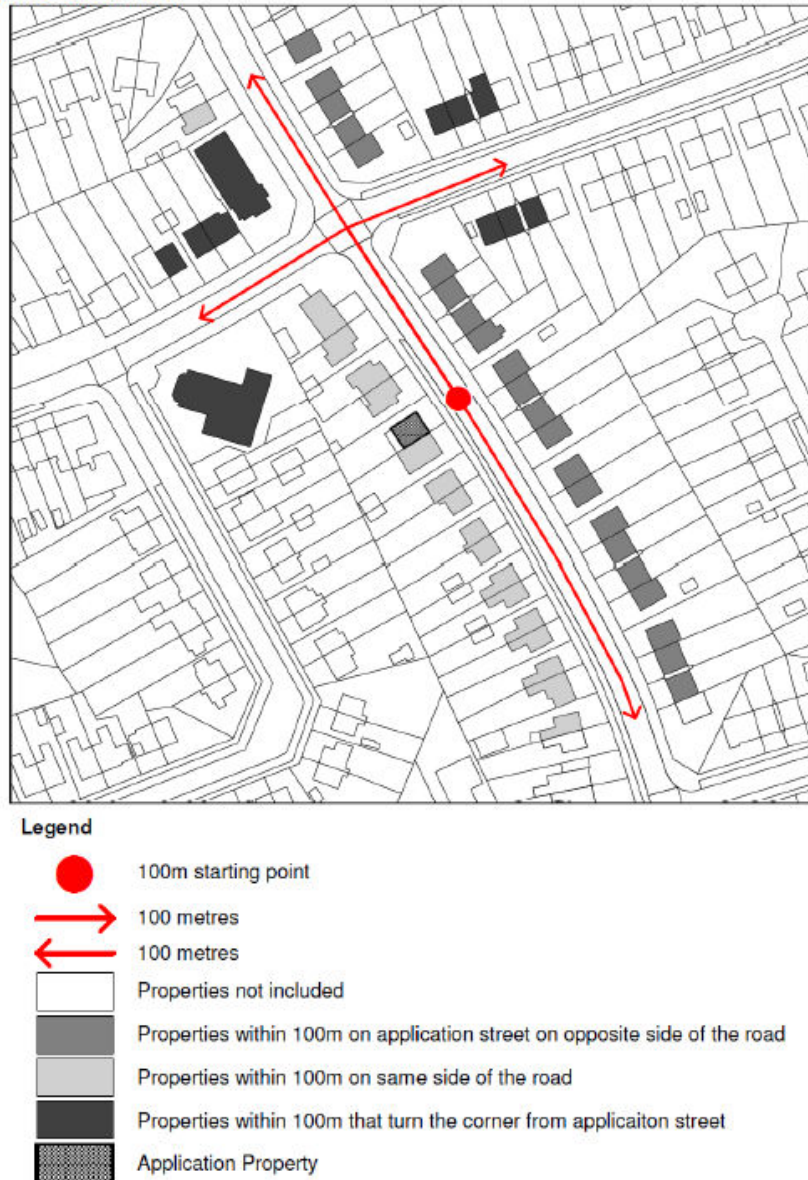 Legend
100m starting point
100 metres
100 metres
Properties not included
Properties within 100m on application street on opposite side of the road
Properties within 100m on same side of the road
Properties within 100m that turn the corner from applicaiton street
Application Property